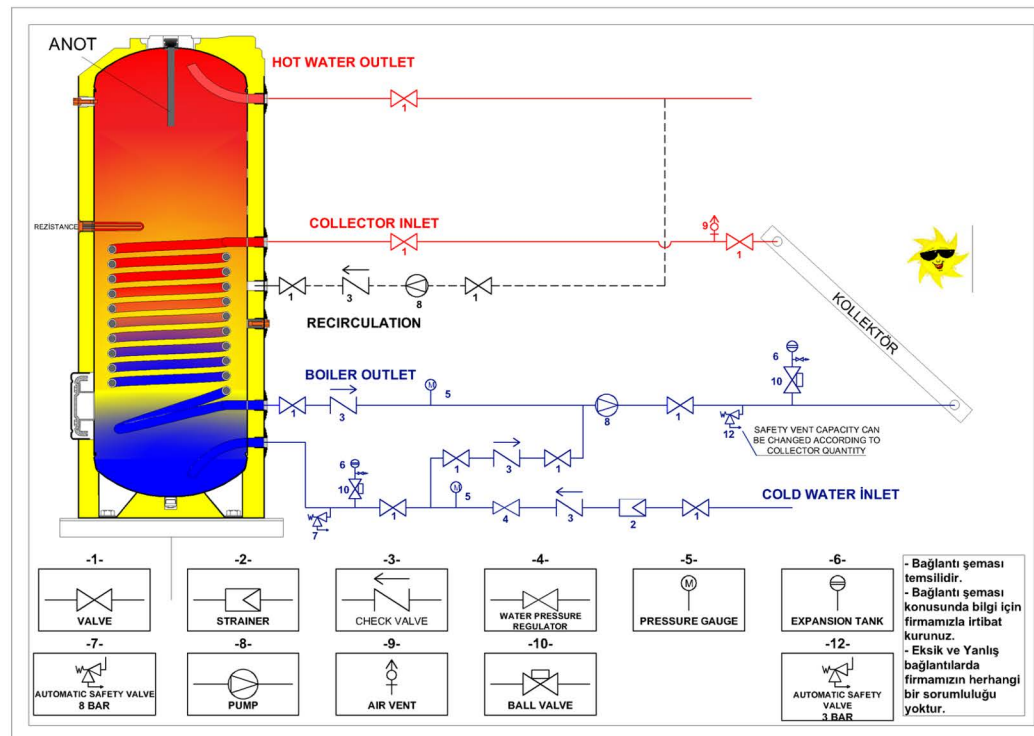 ANOT
HOT WATER OUTLET
1
REZİSTANCE
COLLECTOR INLET
1
9
1
1
3
8
1
RECIRCULATION
KOLLEKTÖR
BOILER OUTLET
1
3
M
5
8
1
12
6
10
SAFETY VENT CAPACITY CAN
BE CHANGED ACCORDING TO
COLLECTOR QUANTITY
1
3
1
6
10
7
1
M
5
4
3
2
1
COLD WATER İNLET
-1-
VALVE
-2-
STRAINER
-3-
CHECK VALVE
-4-
WATER PRESSURE
REGULATOR
-5-
M
PRESSURE GAUGE
-6-
EXPANSION TANK
-7-
AUTOMATIC SAFETY VALVE
8 BAR
-8-
PUMP
-9-
AIR VENT
-10-
BALL VALVE
-12-
AUTOMATIC SAFETY
VALVE
3 BAR
- Bağlantı şeması
temsilidir.
- Bağlantı şeması
konusunda bilgi için
firmamızla irtibat
kurunuz.
- Eksik ve Yanlış
bağlantılarda
firmamızın herhangi
bir sorumluluğu
yoktur.